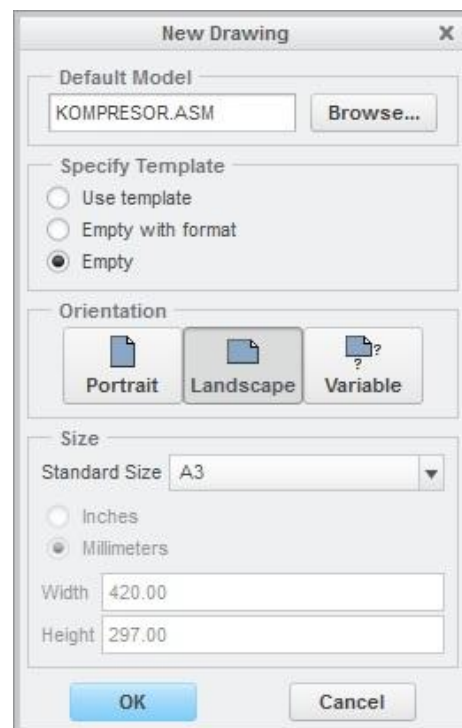 New Drawing
Default Model
KOMPRESOR.ASM Browse...
Specify Template
Use template
Empty with format
Empty
Orientation
? ?
Portrait Landscape Variable
Size
Standard Size A3
Inches
Millimeters
Width 420.00
Height 297.00
OK Cancel